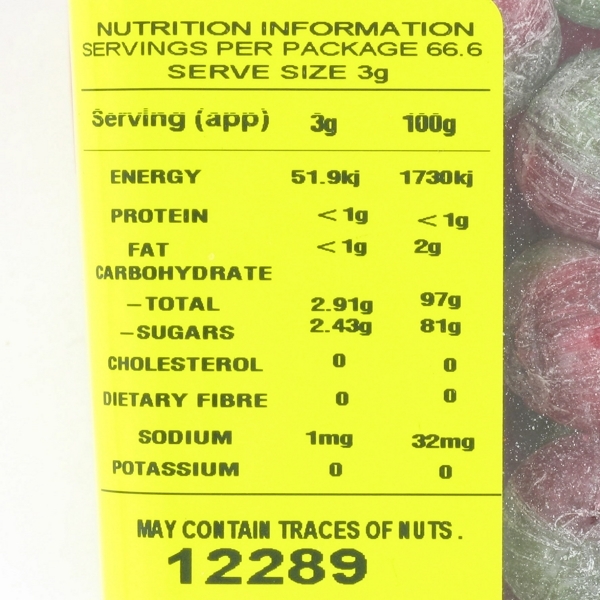 NUTRITION INFORMATION
SERVINGS PER PACKAGE 66.6
SERVE SIZE 3g
Serving (app) 3g 100g
ENERGY 51.9kj 1730kj
PROTEIN <1g <1g
FAT <1g 2g
CARBOHYDRATE
–TOTAL 2.91g 97g
–SUGARS 2.43g 81g
CHOLESTEROL 0 0
DIETARY FIBRE 0 0
SODIUM 1mg 32mg
POTASSIUM 0 0
MAY CONTAIN TRACES OF NUTS.
12289